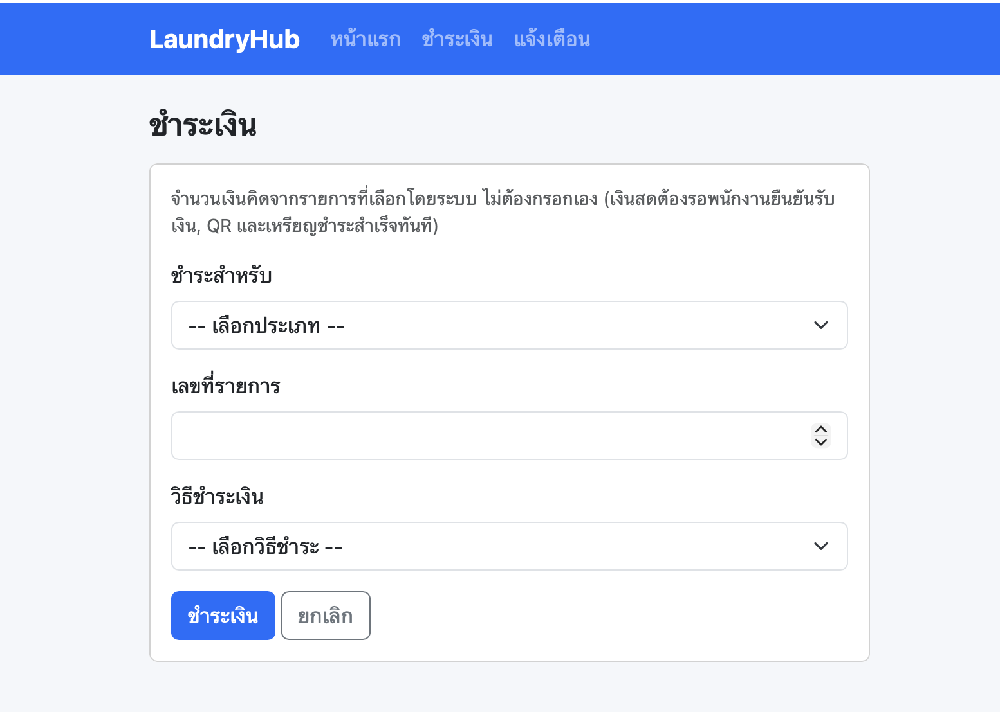 LaundryHub หน้าแรก ชำระเงิน แจ้งเตือน
ชำระเงิน
จำนวนเงินคิดจากรายการที่เลือกโดยระบบ ไม่ต้องกรอกเอง (เงินสดต้องรอพนักงานยืนยันรับ
เงิน, QR และเหรียญชำระสำเร็จทันที)
ชำระสำหรับ
-- เลือกประเภท --
เลขที่รายการ
วิธีชำระเงิน
-- เลือกวิธีชำระ --
ชำระเงิน ยกเลิก